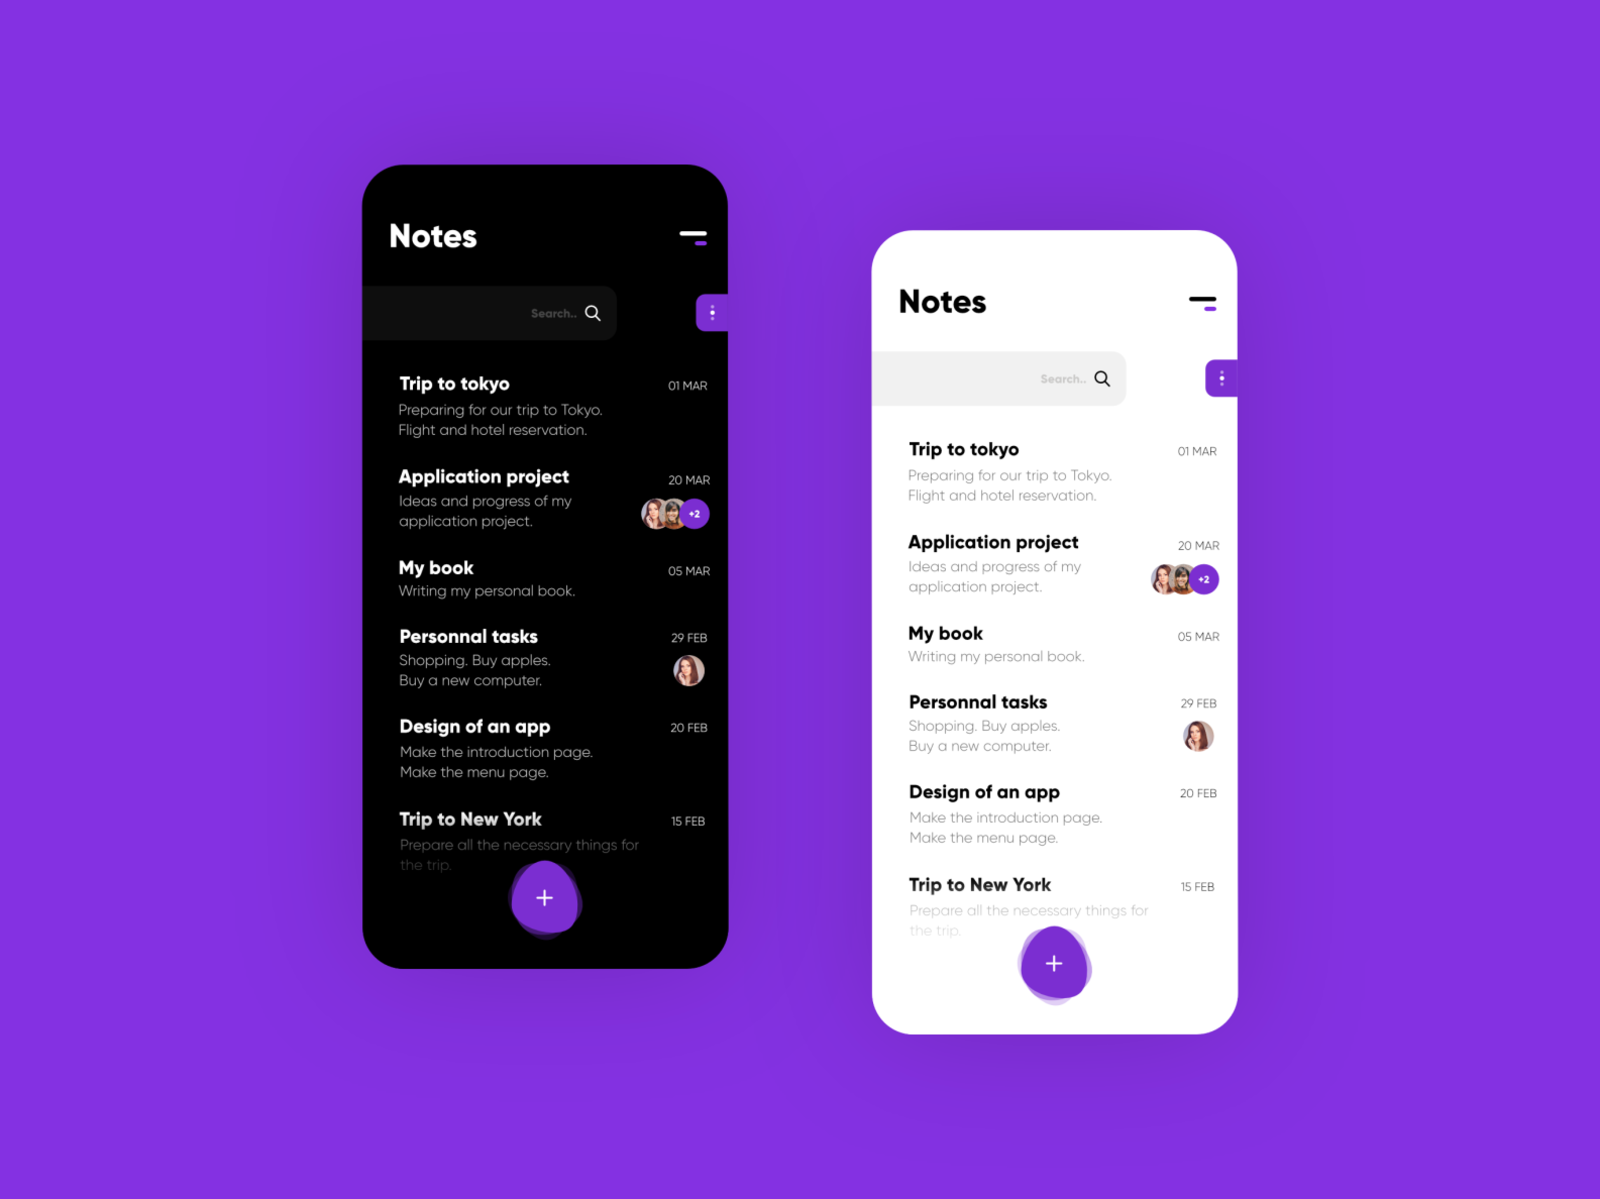 Notes
Search..
Trip to tokyo
01 MAR
Preparing for our trip to Tokyo.
Flight and hotel reservation.
Application project
20 MAR
Ideas and progress of my
application project.
+2
My book
05 MAR
Writing my personal book.
Personnal tasks
29 FEB
Shopping. Buy apples.
Buy a new computer.
Design of an app
20 FEB
Make the introduction page.
Make the menu page.
Trip to New York
15 FEB
Prepare all the necessary things for
the trip.
Notes
Search..
Trip to tokyo
01 MAR
Preparing for our trip to Tokyo.
Flight and hotel reservation.
Application project
20 MAR
Ideas and progress of my
application project.
+2
My book
05 MAR
Writing my personal book.
Personnal tasks
29 FEB
Shopping. Buy apples.
Buy a new computer.
Design of an app
20 FEB
Make the introduction page.
Make the menu page.
Trip to New York
15 FEB
Prepare all the necessary things for
the trip.